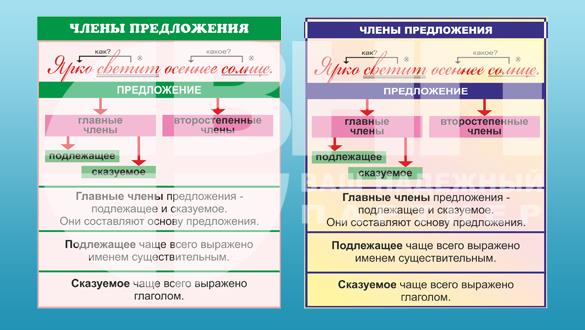 ЧЛЕНЫ ПРЕДЛОЖЕНИЯ
как? какое?
Ярко светит осеннее солнце.
ПРЕДЛОЖЕНИЕ
главные члены
второстепенные члены
подлежащее
сказуемое
Главные члены предложения -
подлежащее и сказуемое.
Они составляют основу предложения.
Подлежащее чаще всего выражено
именем существительным.
Сказуемое чаще всего выражено
глаголом.
ЧЛЕНЫ ПРЕДЛОЖЕНИЯ
как? какое?
Ярко светит осеннее солнце.
ПРЕДЛОЖЕНИЕ
главные члены
второстепенные члены
подлежащее
сказуемое
Главные члены предложения -
подлежащее и сказуемое.
Они составляют основу предложения.
Подлежащее чаще всего выражено
именем существительным.
Сказуемое чаще всего выражено
глаголом.